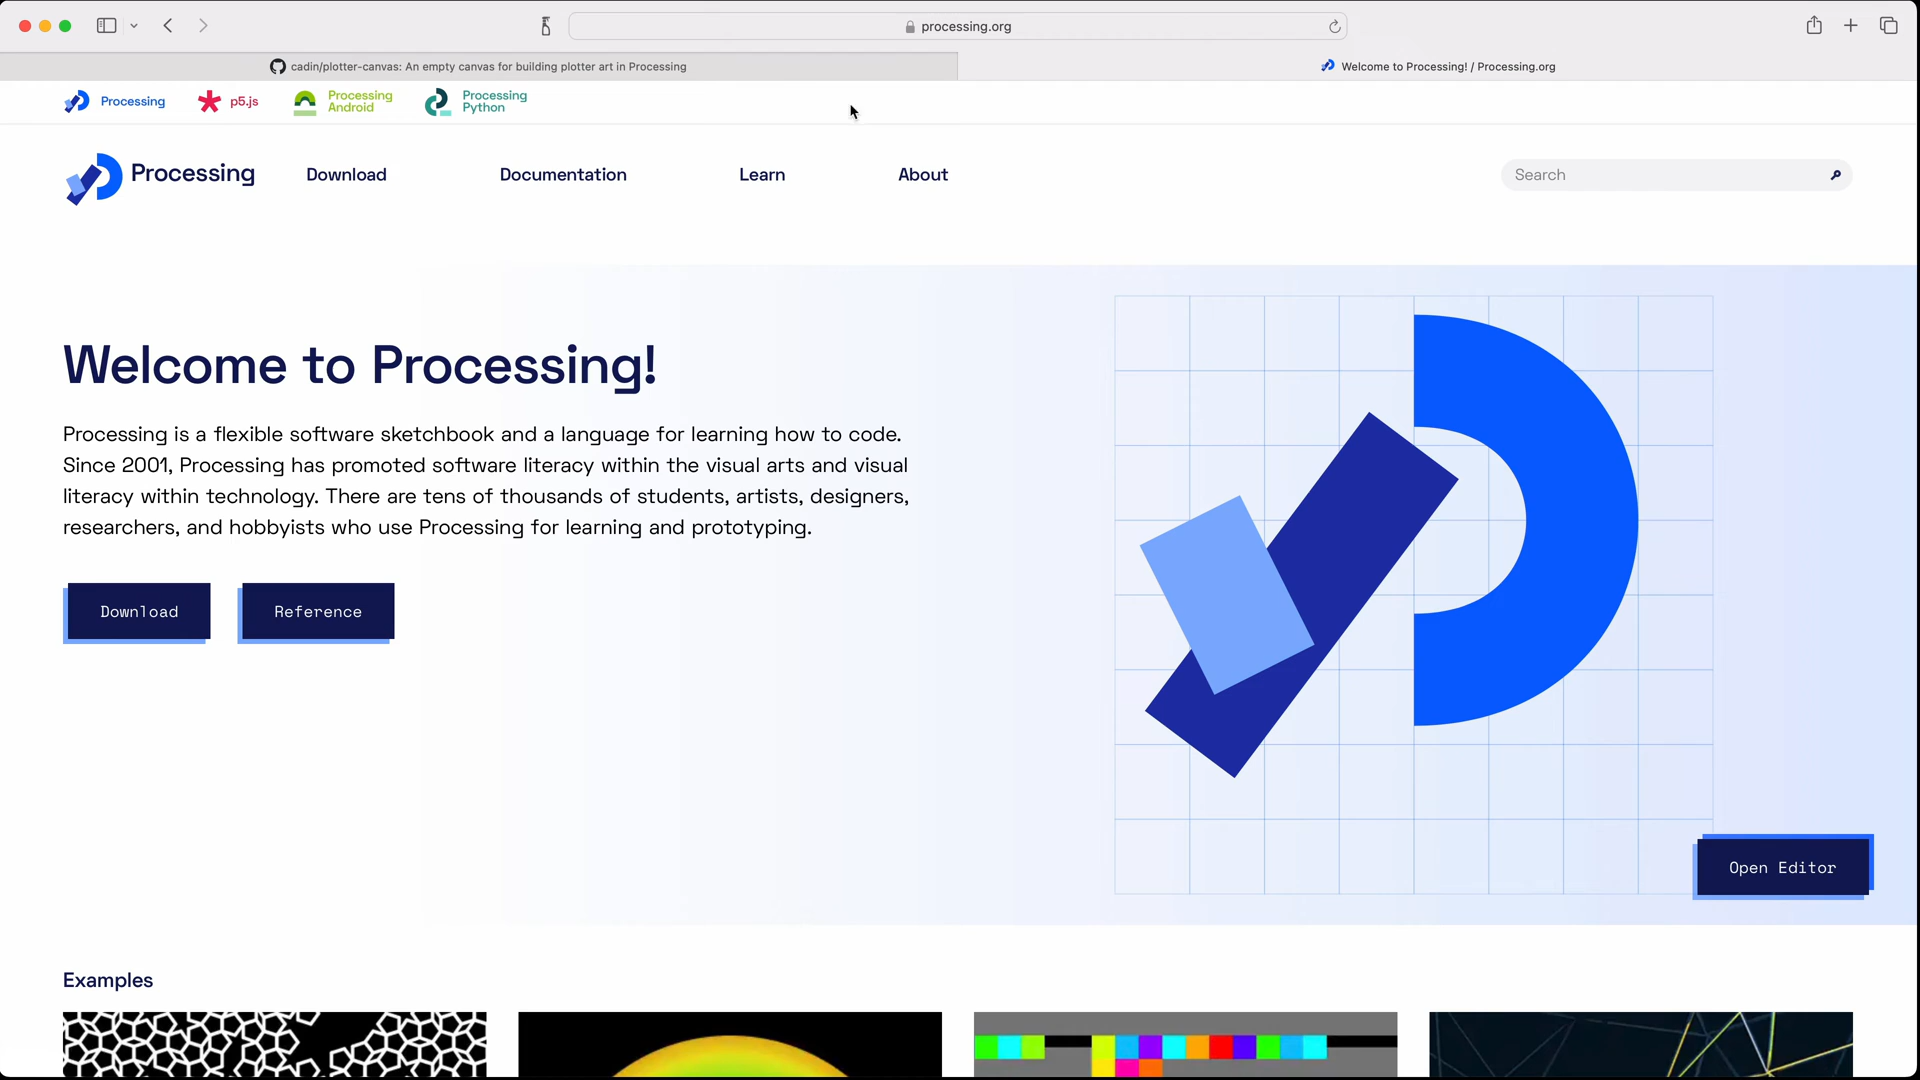 processing.org
cadin/plotter-canvas: An empty canvas for building plotter art in Processing
Welcome to Processing! / Processing.org
Processing
p5.js
Processing
Android
Processing
Python
Processing
Download
Documentation
Learn
About
Search
Welcome to Processing!
Processing is a flexible software sketchbook and a language for learning how to code.
Since 2001, Processing has promoted software literacy within the visual arts and visual
literacy within technology. There are tens of thousands of students, artists, designers,
researchers, and hobbyists who use Processing for learning and prototyping.
Download
Reference
Open Editor
Examples